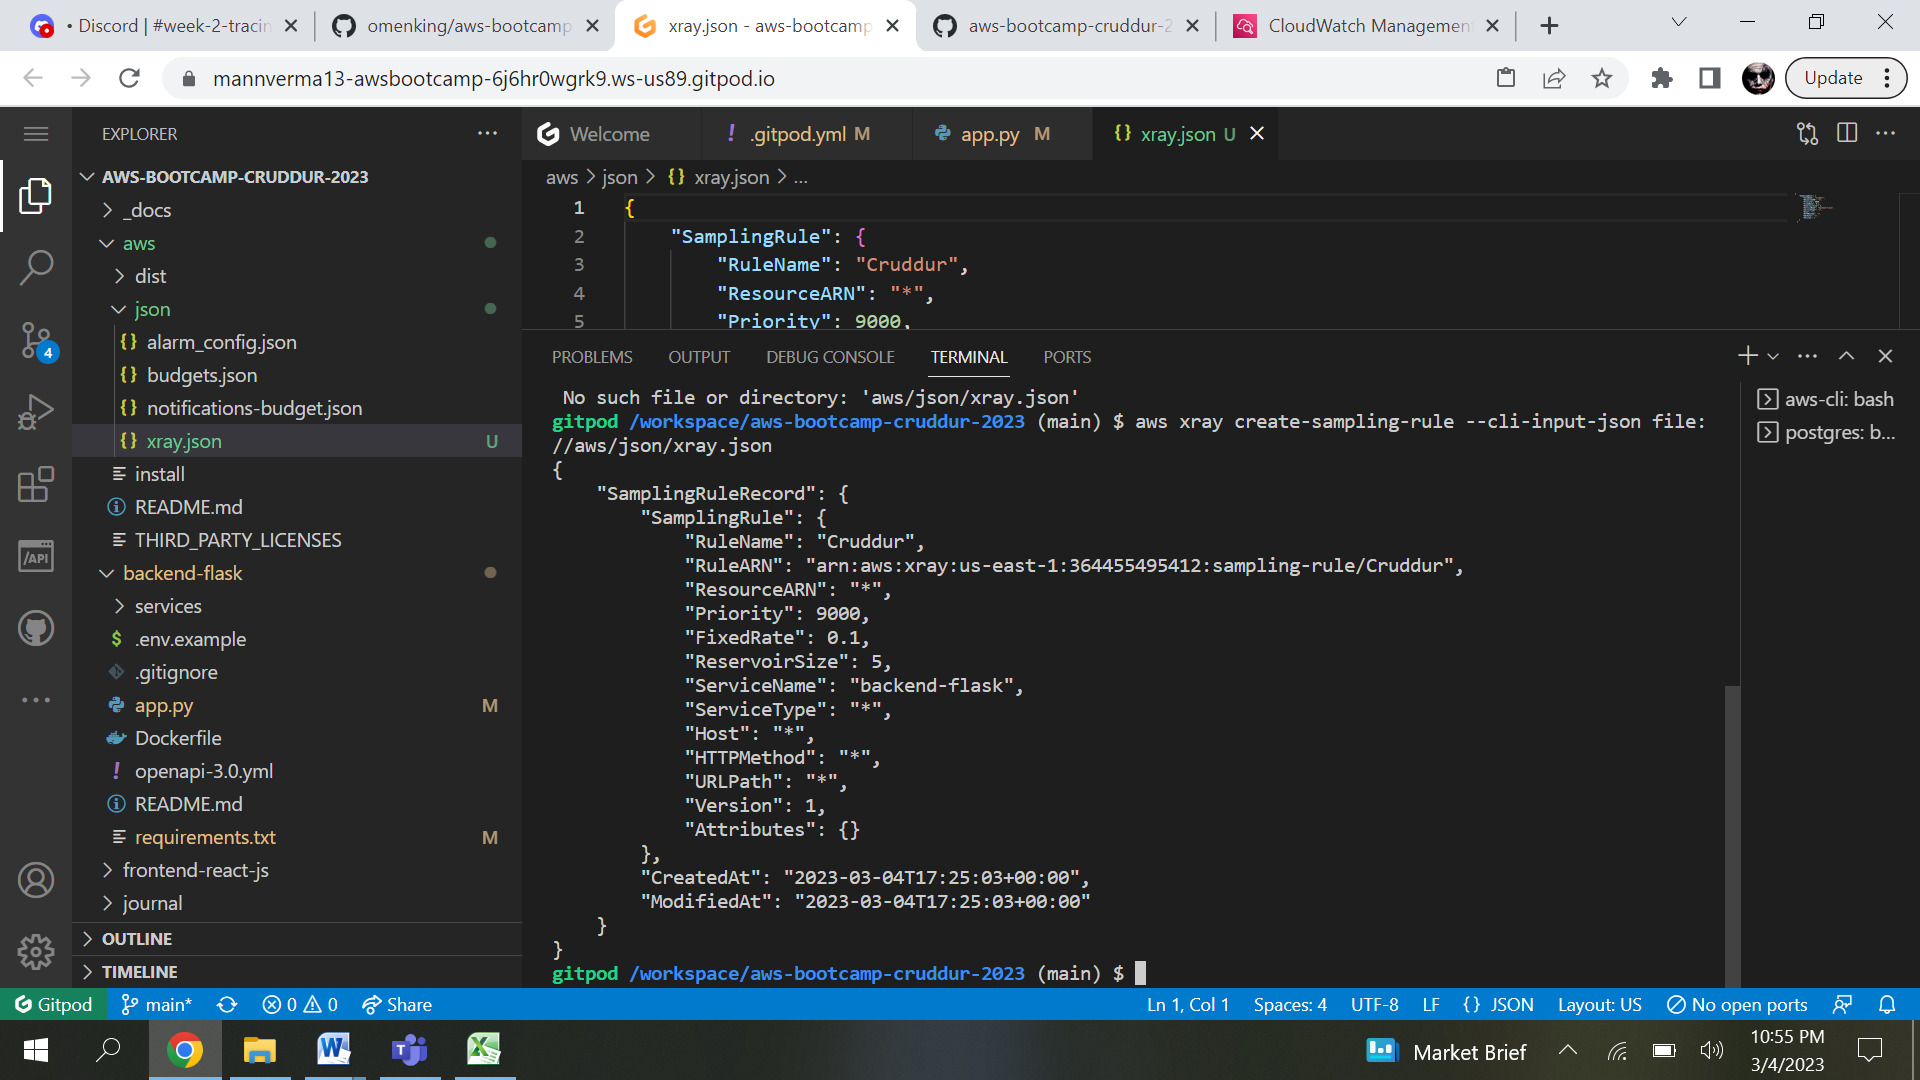 • Discord | #week-2-tracin
omenking/aws-bootcamp
xray.json - aws-bootcamp
aws-bootcamp-cruddur-2
CloudWatch Managemen
mannverma13-awsbootcamp-6j6hr0wgrk9.ws-us89.gitpod.io
Update
EXPLORER
Welcome
! .gitpod.yml M
app.py M
{} xray.json U
AWS-BOOTCAMP-CRUDDUR-2023
_docs
aws
dist
json
{} alarm_config.json
{} budgets.json
{} notifications-budget.json
{} xray.json U
install
README.md
THIRD_PARTY_LICENSES
backend-flask
services
$ .env.example
.gitignore
app.py M
Dockerfile
! openapi-3.0.yml
README.md
requirements.txt M
frontend-react-js
journal
OUTLINE
TIMELINE
4
/API
aws > json > {} xray.json > ...
1 {
2 "SamplingRule": {
3 "RuleName": "Cruddur",
4 "ResourceARN": "*",
5 "Priority": 9000,
PROBLEMS OUTPUT DEBUG CONSOLE TERMINAL PORTS
No such file or directory: 'aws/json/xray.json'
gitpod /workspace/aws-bootcamp-cruddur-2023 (main) $ aws xray create-sampling-rule --cli-input-json file:
//aws/json/xray.json
{
"SamplingRuleRecord": {
"SamplingRule": {
"RuleName": "Cruddur",
"RuleARN": "arn:aws:xray:us-east-1:364455495412:sampling-rule/Cruddur",
"ResourceARN": "*",
"Priority": 9000,
"FixedRate": 0.1,
"ReservoirSize": 5,
"ServiceName": "backend-flask",
"ServiceType": "*",
"Host": "*",
"HTTPMethod": "*",
"URLPath": "*",
"Version": 1,
"Attributes": {}
},
"CreatedAt": "2023-03-04T17:25:03+00:00",
"ModifiedAt": "2023-03-04T17:25:03+00:00"
}
}
gitpod /workspace/aws-bootcamp-cruddur-2023 (main) $
aws-cli: bash
postgres: b...
Gitpod main* 0 0 Share
Ln 1, Col 1 Spaces: 4 UTF-8 LF {} JSON Layout: US No open ports
Market Brief
10:55 PM
3/4/2023